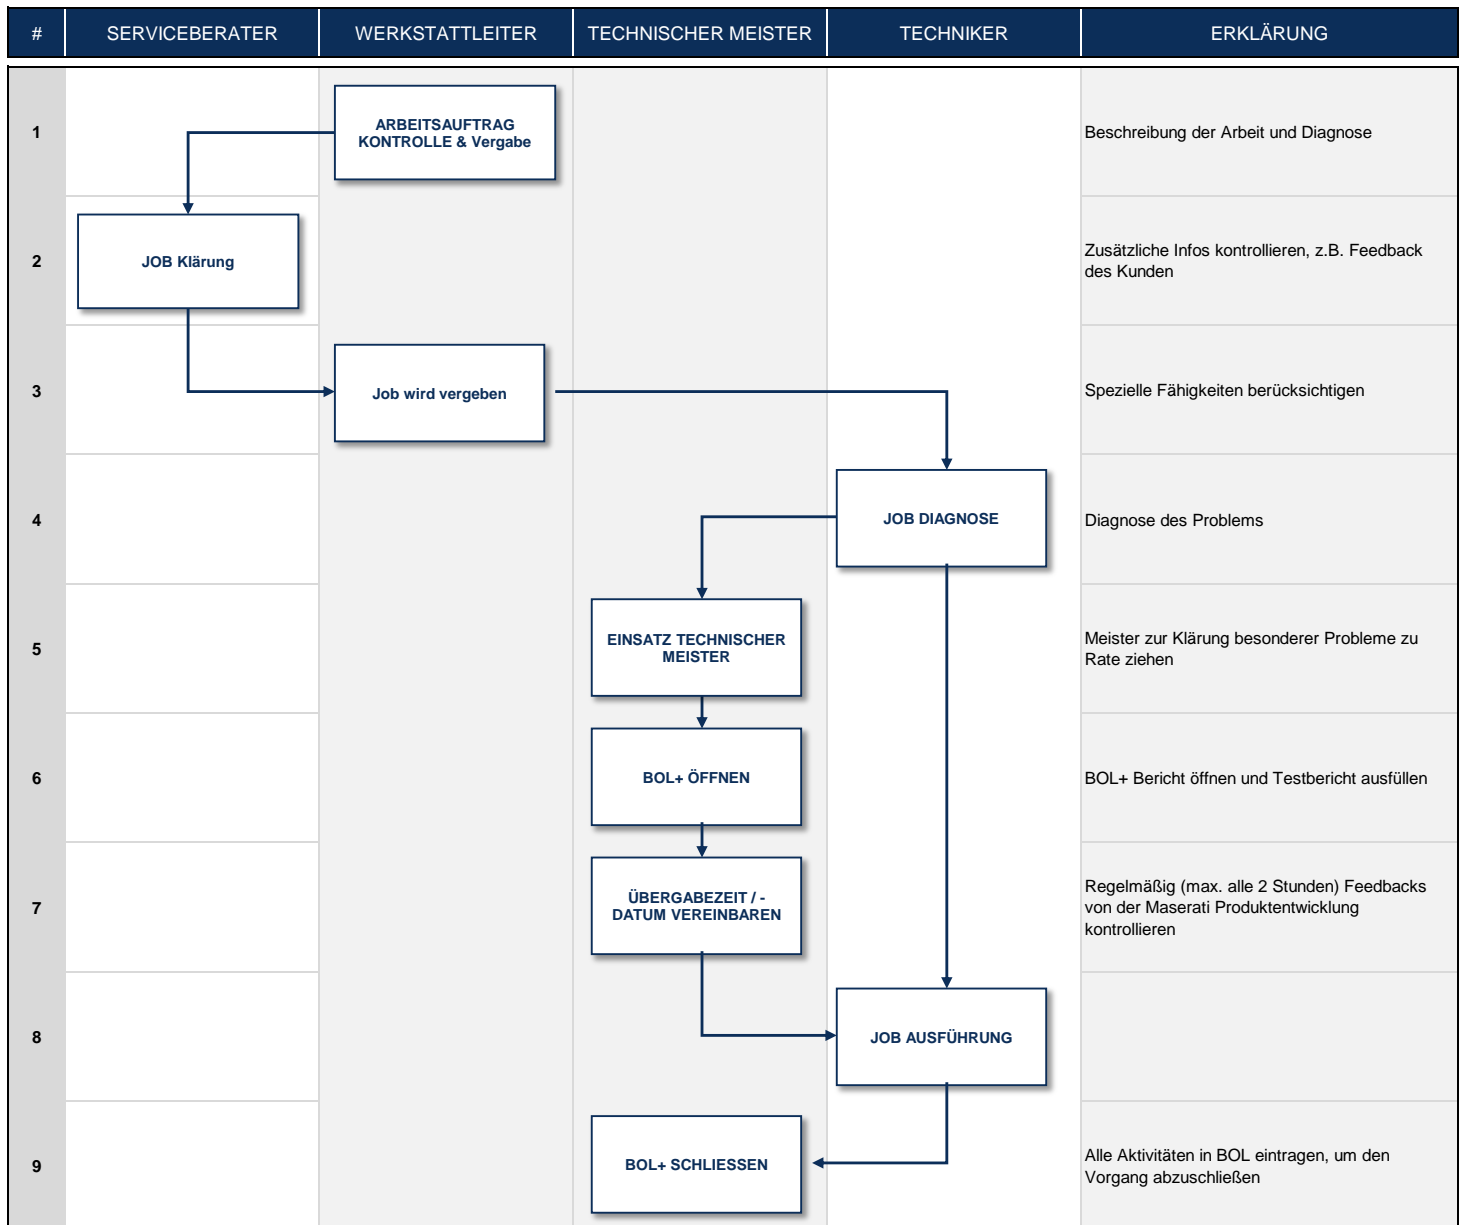 # SERVICEBERATER WERKSTATTLEITER TECHNISCHER MEISTER TECHNIKER ERKLÄRUNG
1
ARBEITSAUFTRAG
KONTROLLE & Vergabe
Beschreibung der Arbeit und Diagnose
2
JOB Klärung
Zusätzliche Infos kontrollieren, z.B. Feedback
des Kunden
3
Job wird vergeben
Spezielle Fähigkeiten berücksichtigen
4
JOB DIAGNOSE
Diagnose des Problems
5
EINSATZ TECHNISCHER
MEISTER
Meister zur Klärung besonderer Probleme zu
Rate ziehen
6
BOL+ ÖFFNEN
BOL+ Bericht öffnen und Testbericht ausfüllen
7
ÜBERGABEZEIT / -
DATUM VEREINBAREN
Regelmäßig (max. alle 2 Stunden) Feedbacks
von der Maserati Produktentwicklung
kontrollieren
8
JOB AUSFÜHRUNG
9
BOL+ SCHLIESSEN
Alle Aktivitäten in BOL eintragen, um den
Vorgang abzuschließen